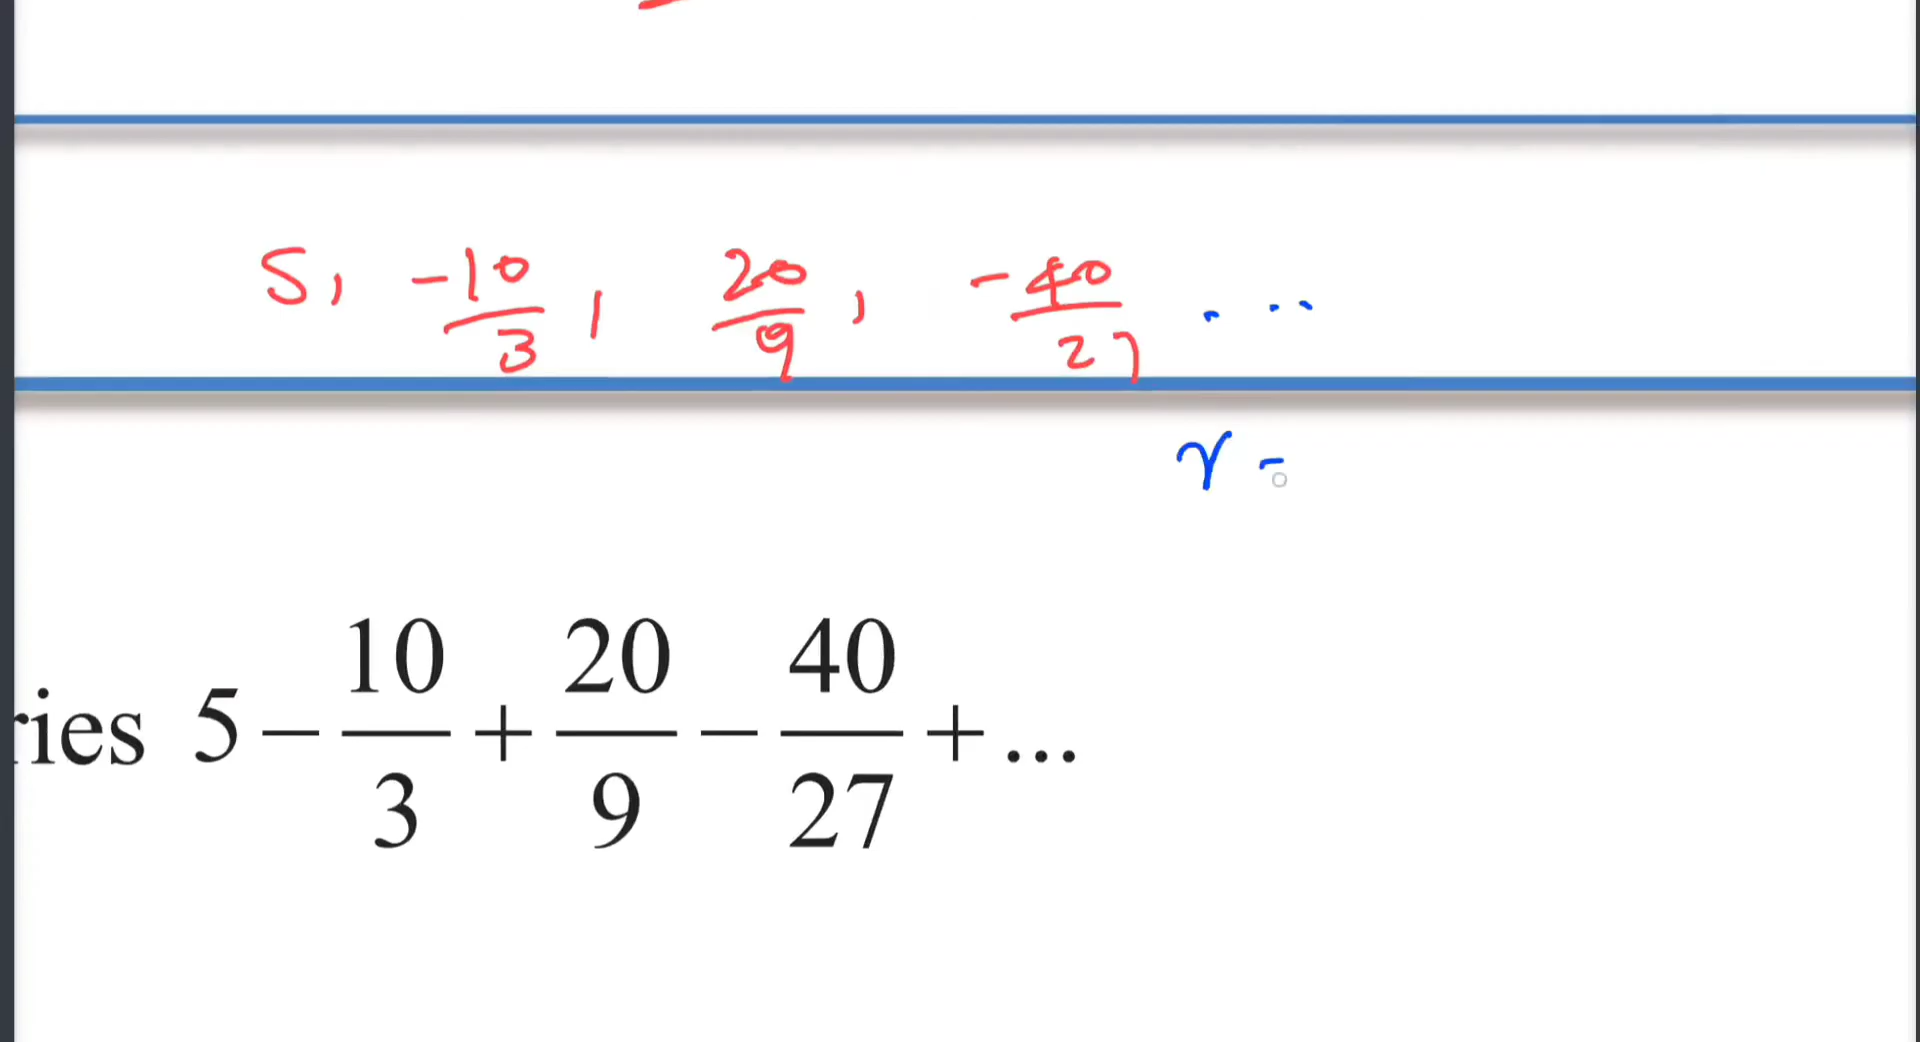 5, -10/3, 20/9, -40/27 ...
r =
ries 5 - 10/3 + 20/9 - 40/27 + ...